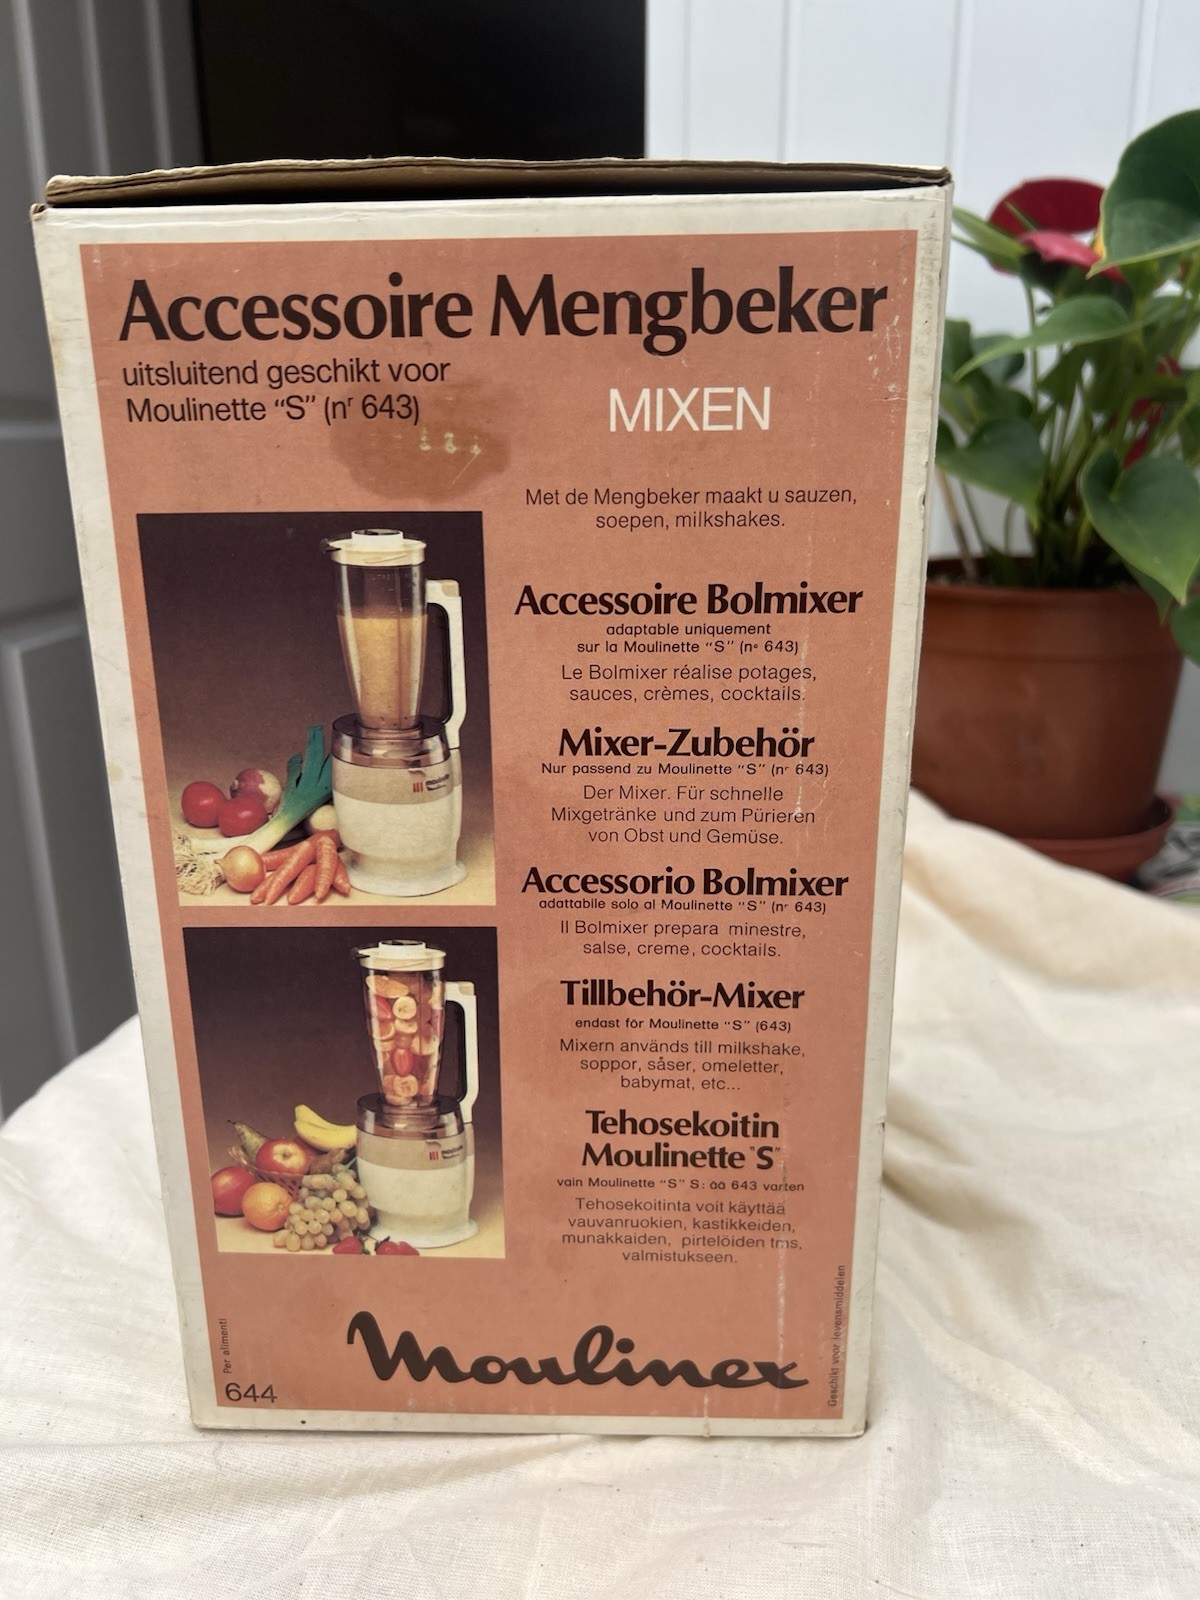 Accessoire Mengbeker
uitsluitend geschikt voor
Moulinette “S” (nr 643)
MIXEN
Met de Mengbeker maakt u sauzen,
soepen, milkshakes.
Accessoire Bolmixer
adaptable uniquement
sur la Moulinette “S” (no 643)
Le Bolmixer réalise potages,
sauces, crèmes, cocktails.
Mixer-Zubehör
Nur passend zu Moulinette “S” (nr 643)
Der Mixer. Für schnelle
Mixgetränke und zum Pürieren
von Obst und Gemüse.
Accessorio Bolmixer
adattabile solo al Moulinette “S” (nr 643)
Il Bolmixer prepara minestre,
salse, creme, cocktails.
Tillbehör-Mixer
endast för Moulinette “S” (643)
Mixern används till milkshake,
soppor, såser, omeletter,
babymat, etc...
Tehosekoitin
Moulinette “S”
vain Moulinette “S” S: ää 643 varten
Tehosekoitinta voit käyttää
vauvanruokien, kastikkeiden,
munakkaiden, pirtelöiden tms,
valmistukseen.
Moulinex
Per alimenti
644
Geschikt voor levensmiddelen